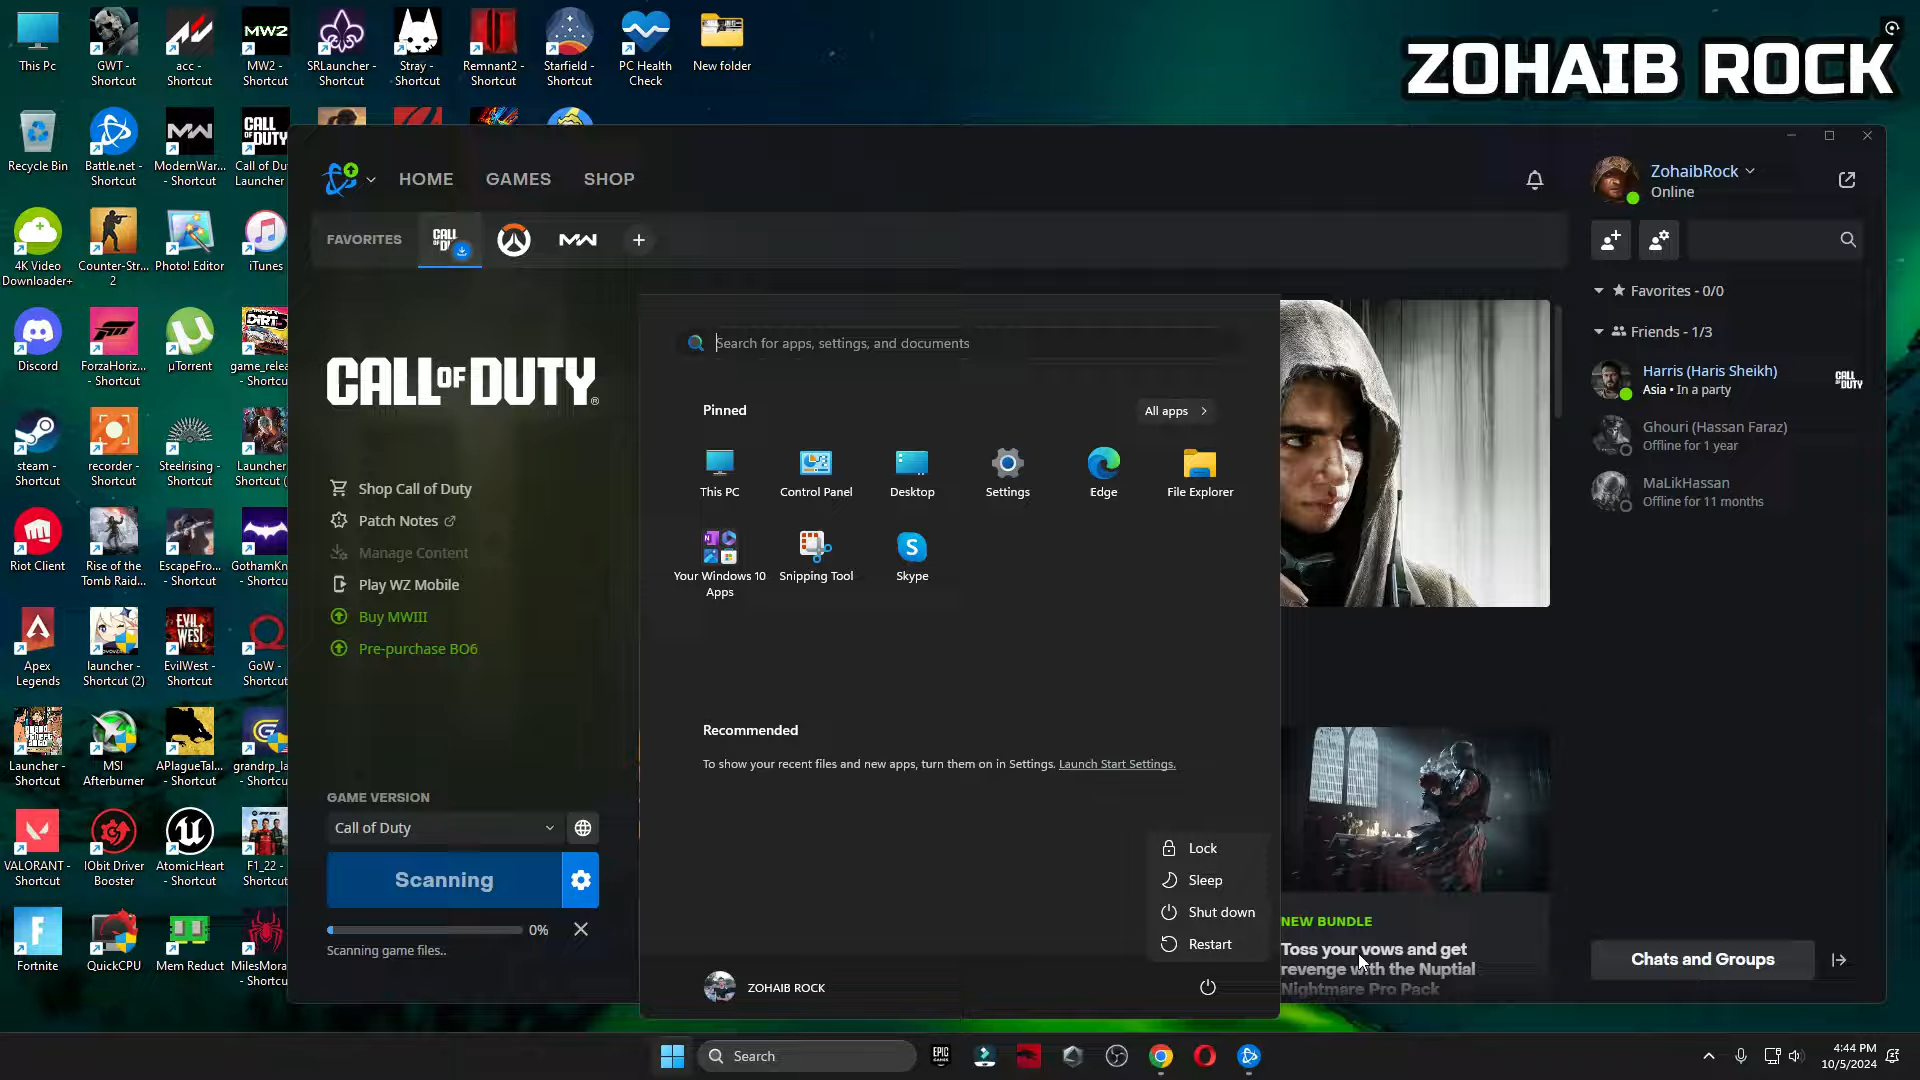 This Pc
GWT -
Shortcut
acc -
Shortcut
MW2
MW2 -
Shortcut
SRLauncher -
Shortcut
Stray -
Shortcut
Remnant2 -
Shortcut
Starfield -
Shortcut
PC Health
Check
New folder
ZOHAIB ROCK
Recycle Bin
Battle.net -
Shortcut
ModernWar...
- Shortcut
CALL
OF
DUTY
Call of Du
Launcher
4K Video
Downloader+
Counter-Str...
2
Photo! Editor
iTunes
Discord
ForzaHoriz...
- Shortcut
µTorrent
game_rele
- Shortcu
steam -
Shortcut
recorder -
Shortcut
Steelrising -
Shortcut
Launcher
Shortcut (
Riot Client
Rise of the
Tomb Raid...
EscapeFro...
- Shortcut
GothamKn
- Shortcu
Apex
Legends
launcher -
Shortcut (2)
EVIL
WEST
EvilWest -
Shortcut
GoW -
Shortcut
Launcher -
Shortcut
MSI
Afterburner
APlagueTal...
- Shortcut
grandrp_la
- Shortcu
VALORANT -
Shortcut
IObit Driver
Booster
AtomicHeart
- Shortcut
F1_22 -
Shortcut
Fortnite
QuickCPU
Mem Reduct
MilesMora
- Shortcu
HOME
GAMES
SHOP
FAVORITES
CALL OF DUTY
Shop Call of Duty
Patch Notes
Manage Content
Play WZ Mobile
Buy MWIII
Pre-purchase BO6
GAME VERSION
Call of Duty
Scanning
0%
Scanning game files..
Search for apps, settings, and documents
Pinned
All apps
This PC
Control Panel
Desktop
Settings
Edge
File Explorer
Your Windows 10
Apps
Snipping Tool
Skype
Recommended
To show your recent files and new apps, turn them on in Settings. Launch Start Settings.
Lock
Sleep
Shut down
Restart
ZOHAIB ROCK
NEW BUNDLE
Toss your vows and get
revenge with the Nuptial
Nightmare Pro Pack
ZohaibRock
Online
Favorites - 0/0
Friends - 1/3
Harris (Haris Sheikh)
Asia • In a party
CALL
OF DUTY
Ghouri (Hassan Faraz)
Offline for 1 year
MaLikHassan
Offline for 11 months
Chats and Groups
Search
EPIC
GAMES
4:44 PM
10/5/2024